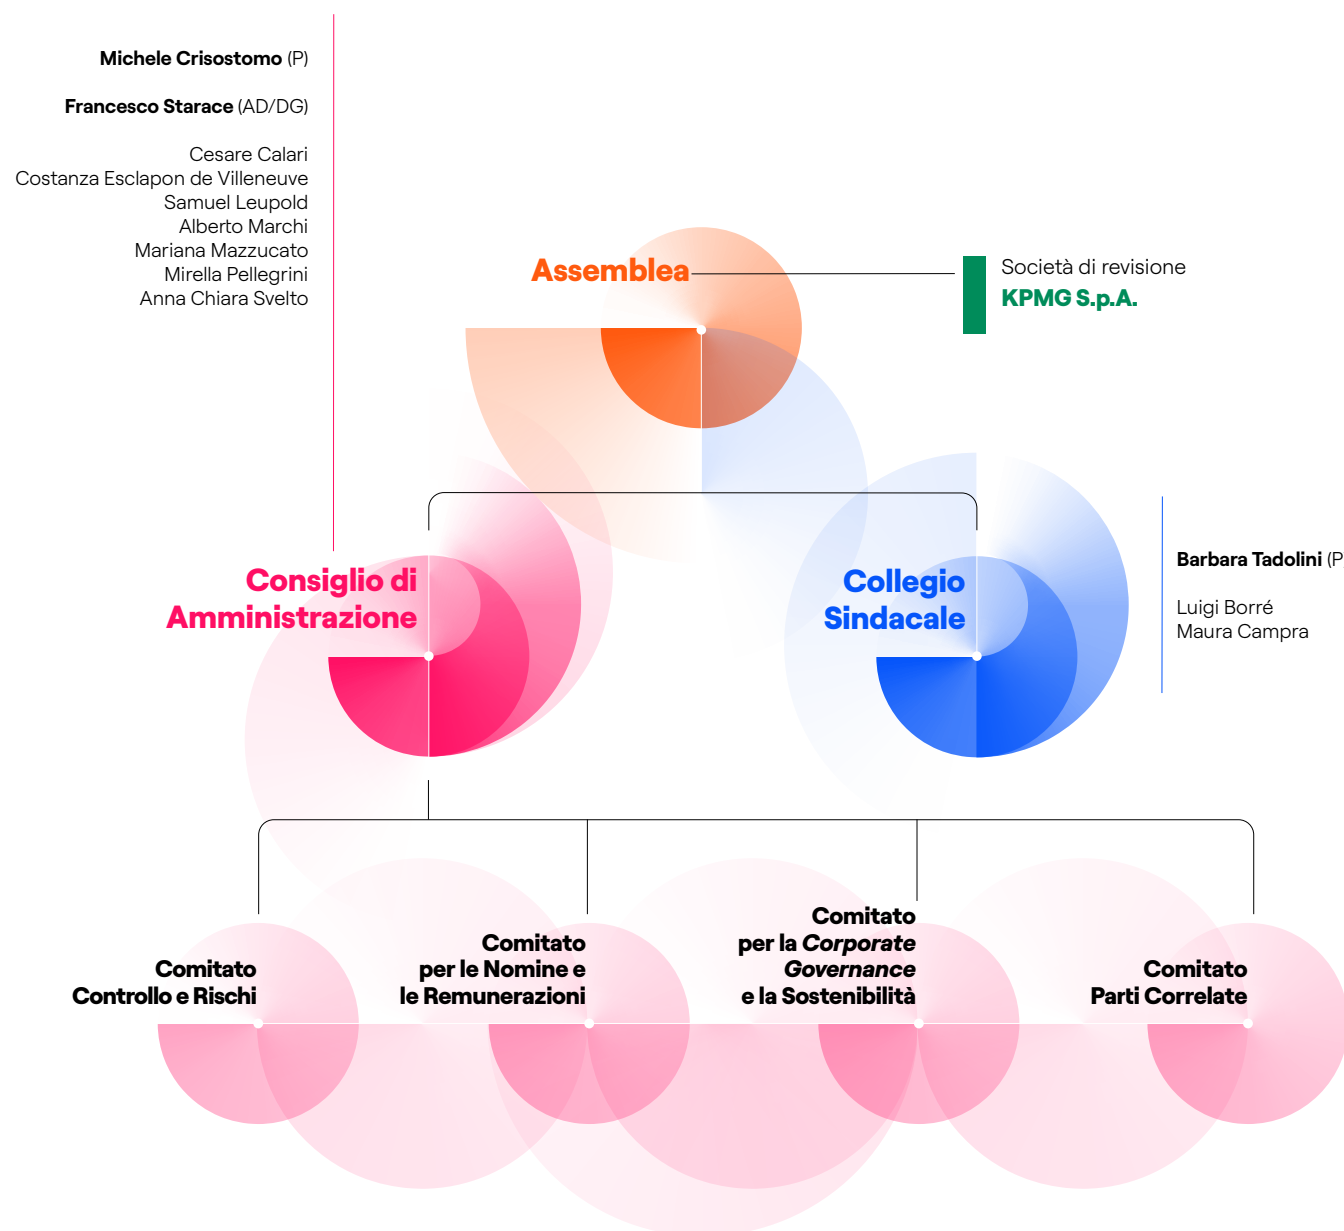 Michele Crisostomo (P)
Francesco Starace (AD/DG)
Cesare Calari
Costanza Esclapon de Villeneuve
Samuel Leupold
Alberto Marchi
Mariana Mazzucato
Mirella Pellegrini
Anna Chiara Svelto
Assemblea
Società di revisione
KPMG S.p.A.
Consiglio di
Amministrazione
Collegio
Sindacale
Barbara Tadolini (P
Luigi Borré
Maura Campra
Comitato
Controllo e Rischi
Comitato
per le Nomine e
le Remunerazioni
Comitato
per la Corporate
Governance
e la Sostenibilità
Comitato
Parti Correlate